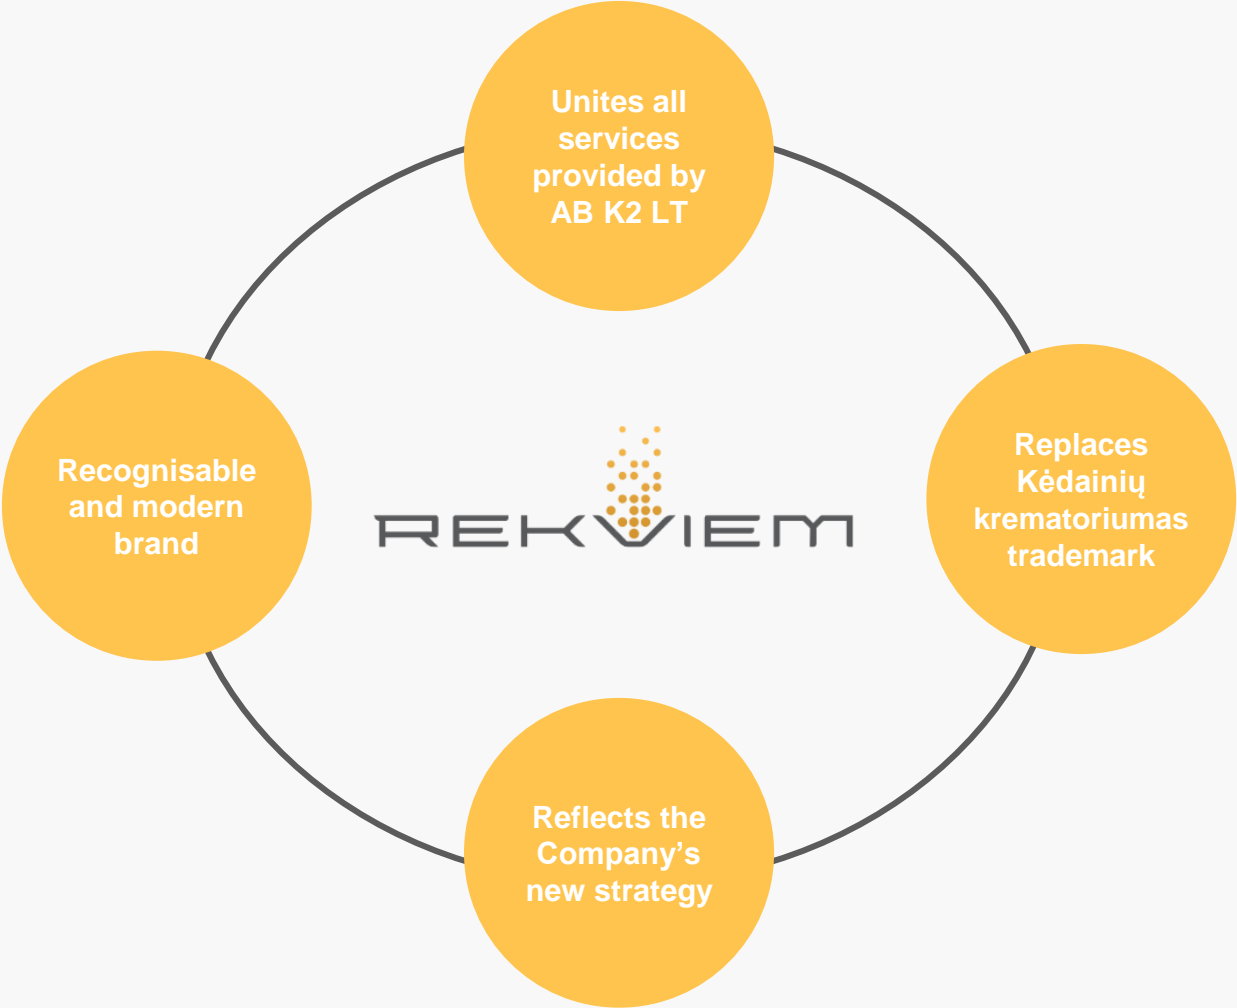 Unites all
services
provided by
AB K2 LT
Replaces
Kėdainių
krematoriumas
trademark
Recognisable
and modern
brand
REKVIEM
Reflects the
Company’s
new strategy